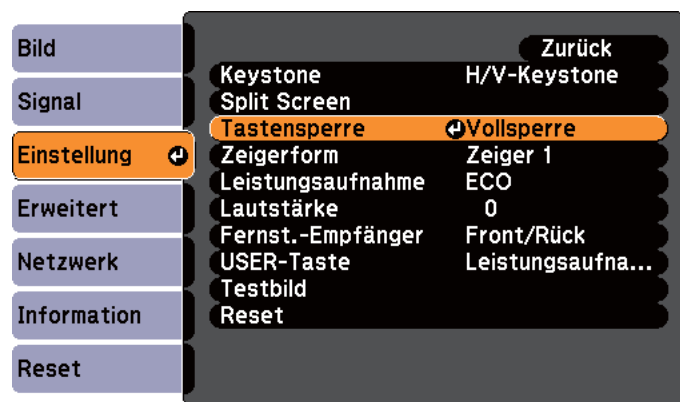 Bild
Signal
Einstellung
Erweitert
Netzwerk
Information
Reset
Zurück
Keystone H/V-Keystone
Split Screen
Tastensperre Vollsperre
Zeigerform Zeiger 1
Leistungsaufnahme ECO
Lautstärke 0
Fernst.-Empfänger Front/Rück
USER-Taste Leistungsaufna...
Testbild
Reset